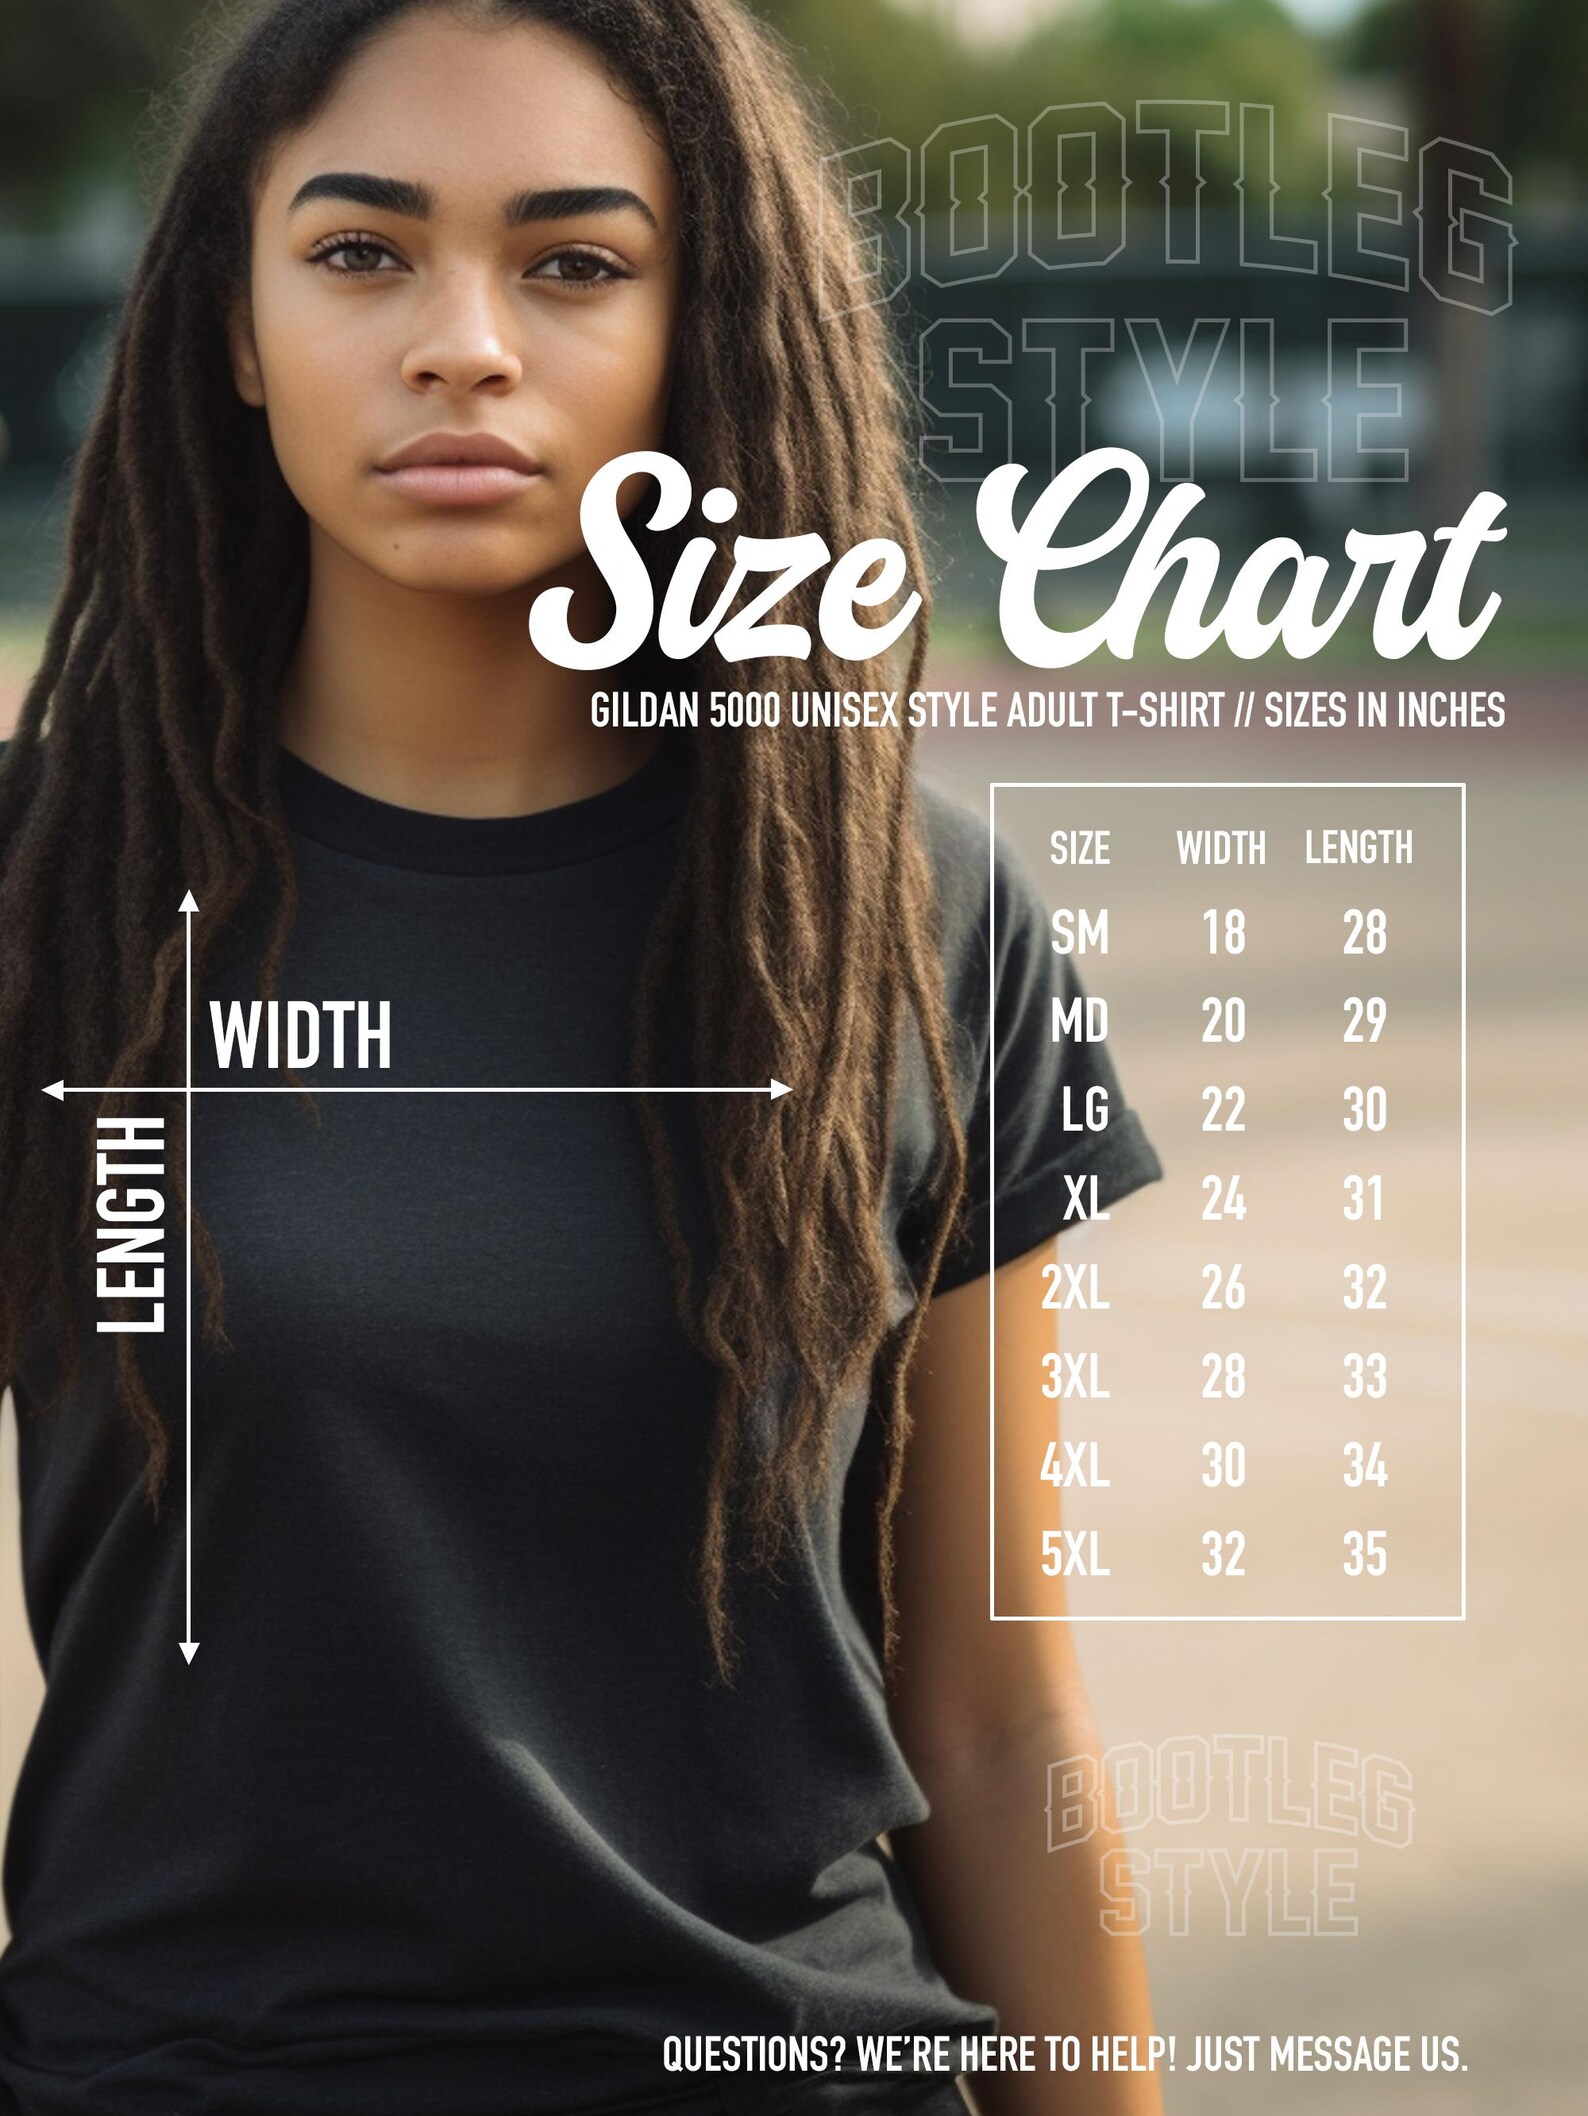 BOOTLEG
STYLE
Size Chart
GILDAN 5000 UNISEX STYLE ADULT T-SHIRT // SIZES IN INCHES
SIZE WIDTH LENGTH
SM 18 28
MD 20 29
LG 22 30
XL 24 31
2XL 26 32
3XL 28 33
4XL 30 34
5XL 32 35
WIDTH
LENGTH
BOOTLEG
STYLE
QUESTIONS? WE'RE HERE TO HELP! JUST MESSAGE US.